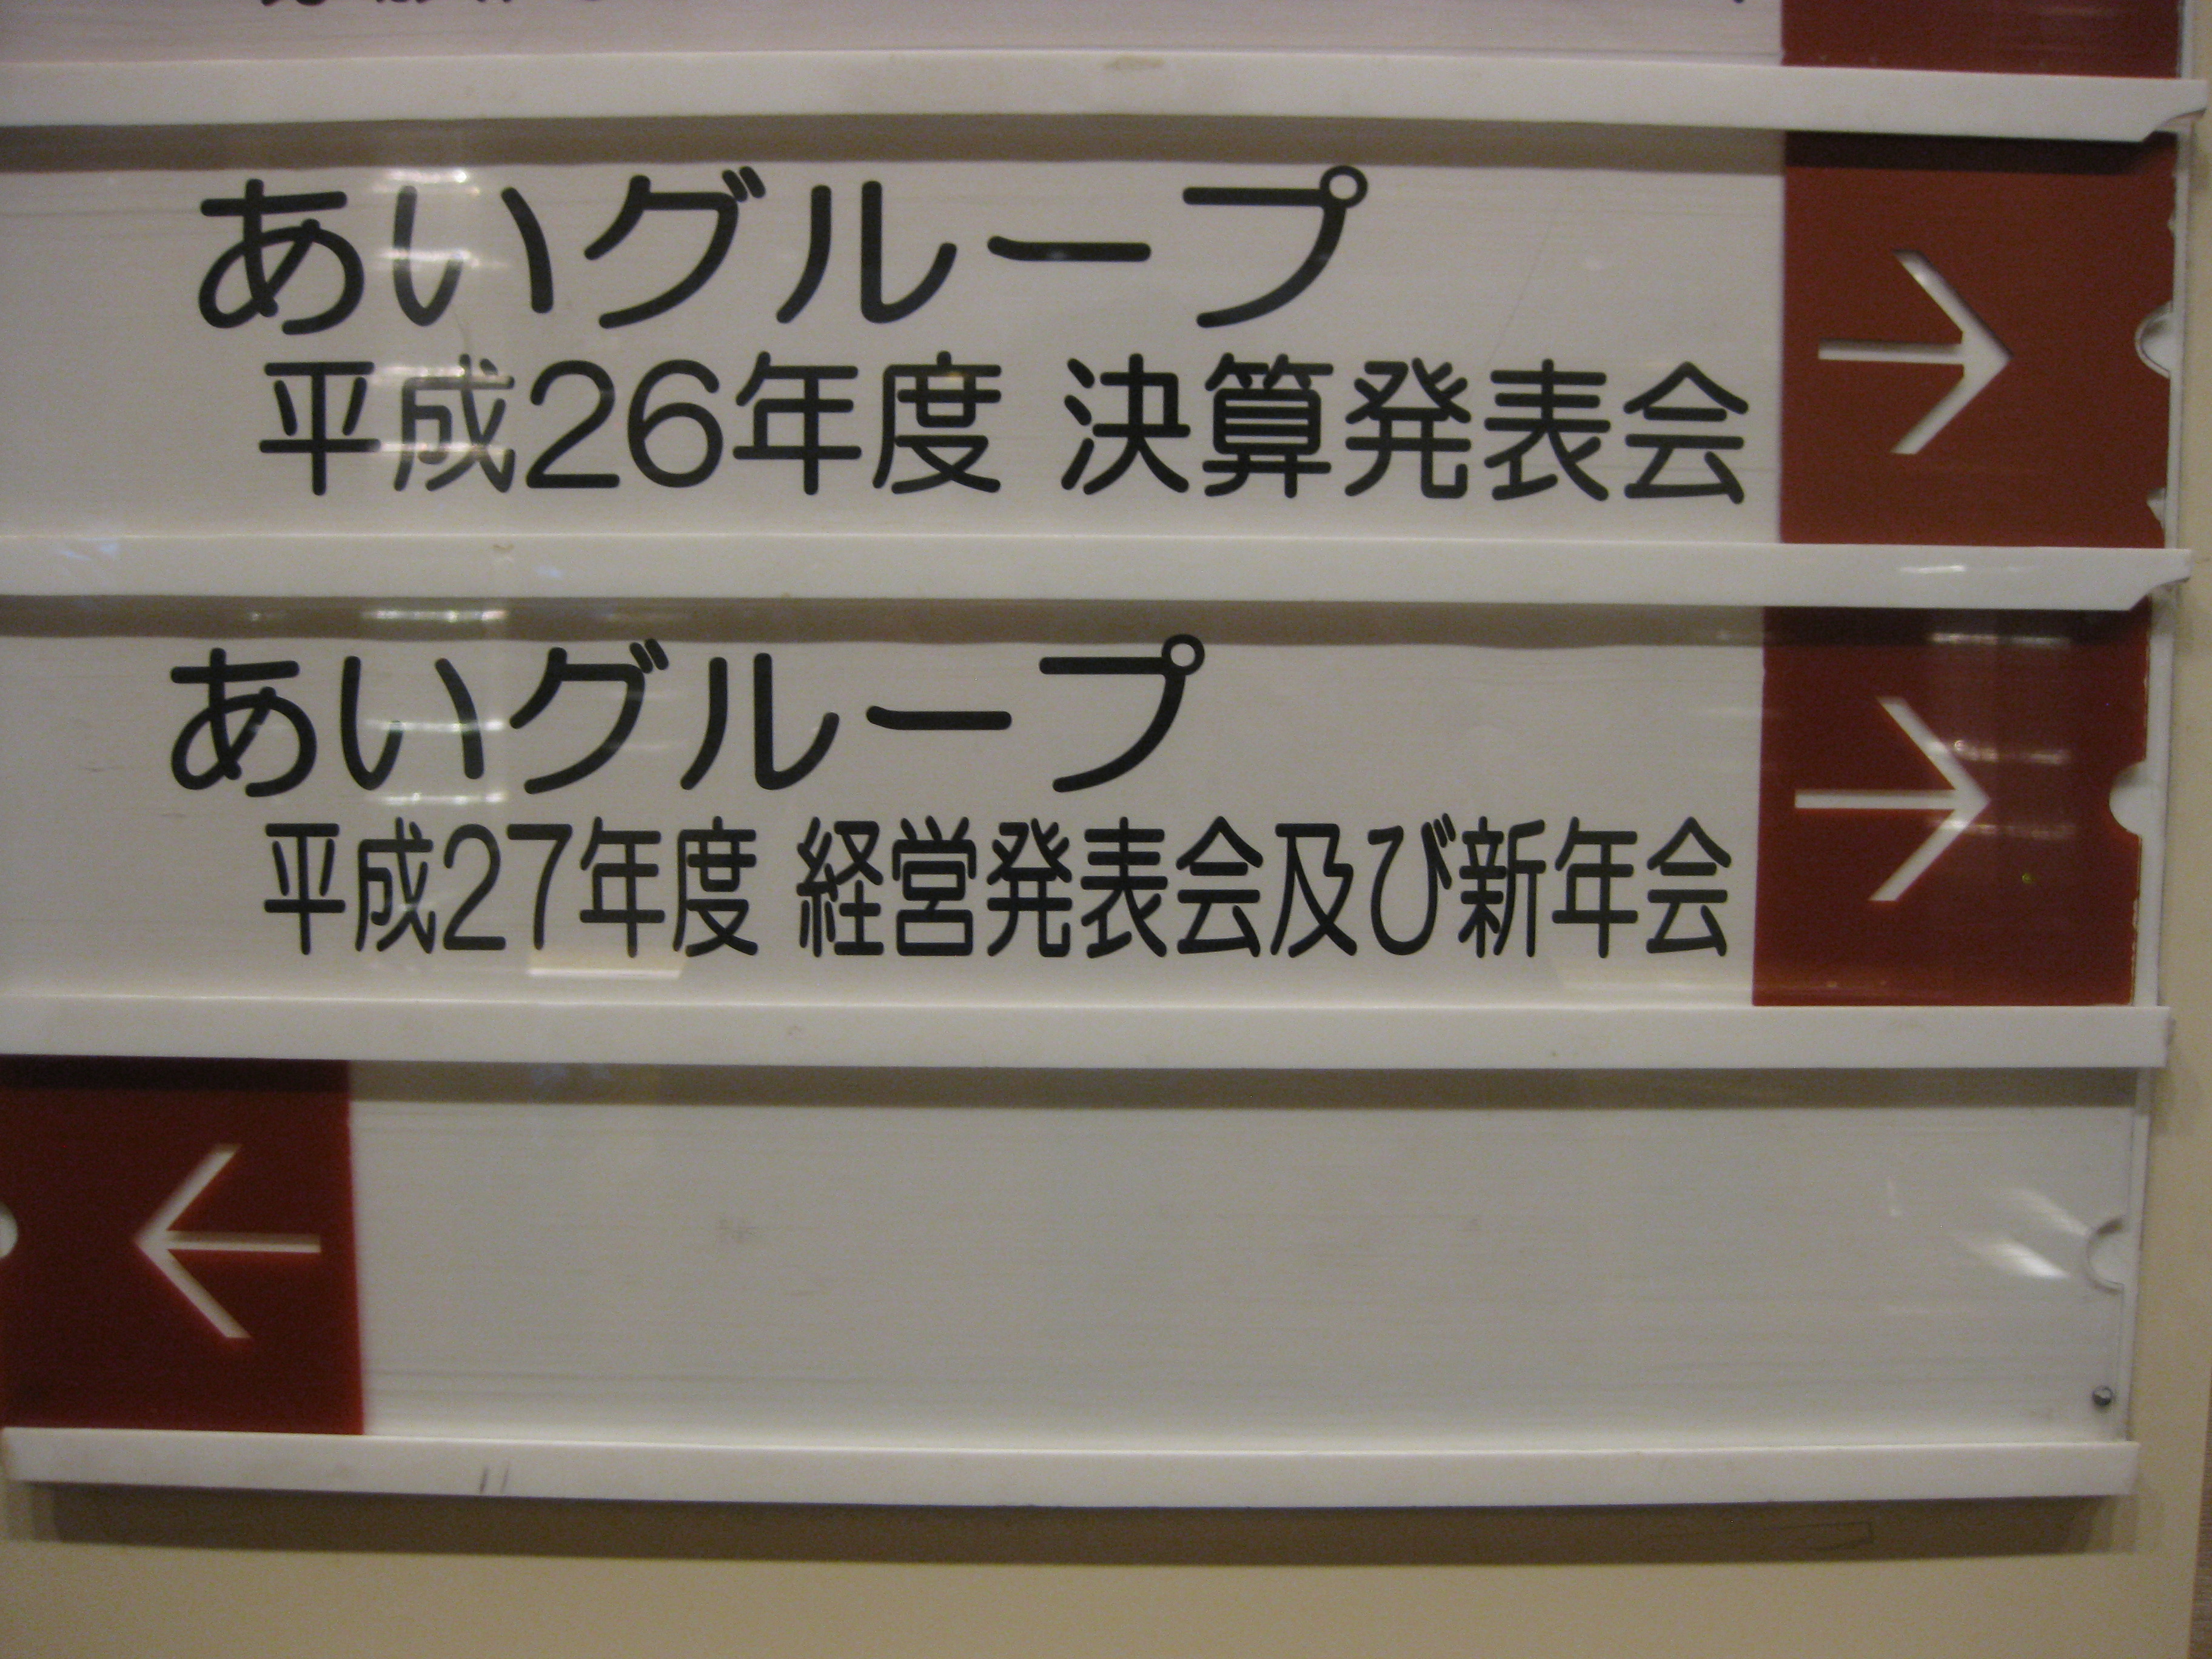 あいグループ
平成26年度 決算発表会
→
あいグループ
平成27年度 経営発表会及び新年会
→
←